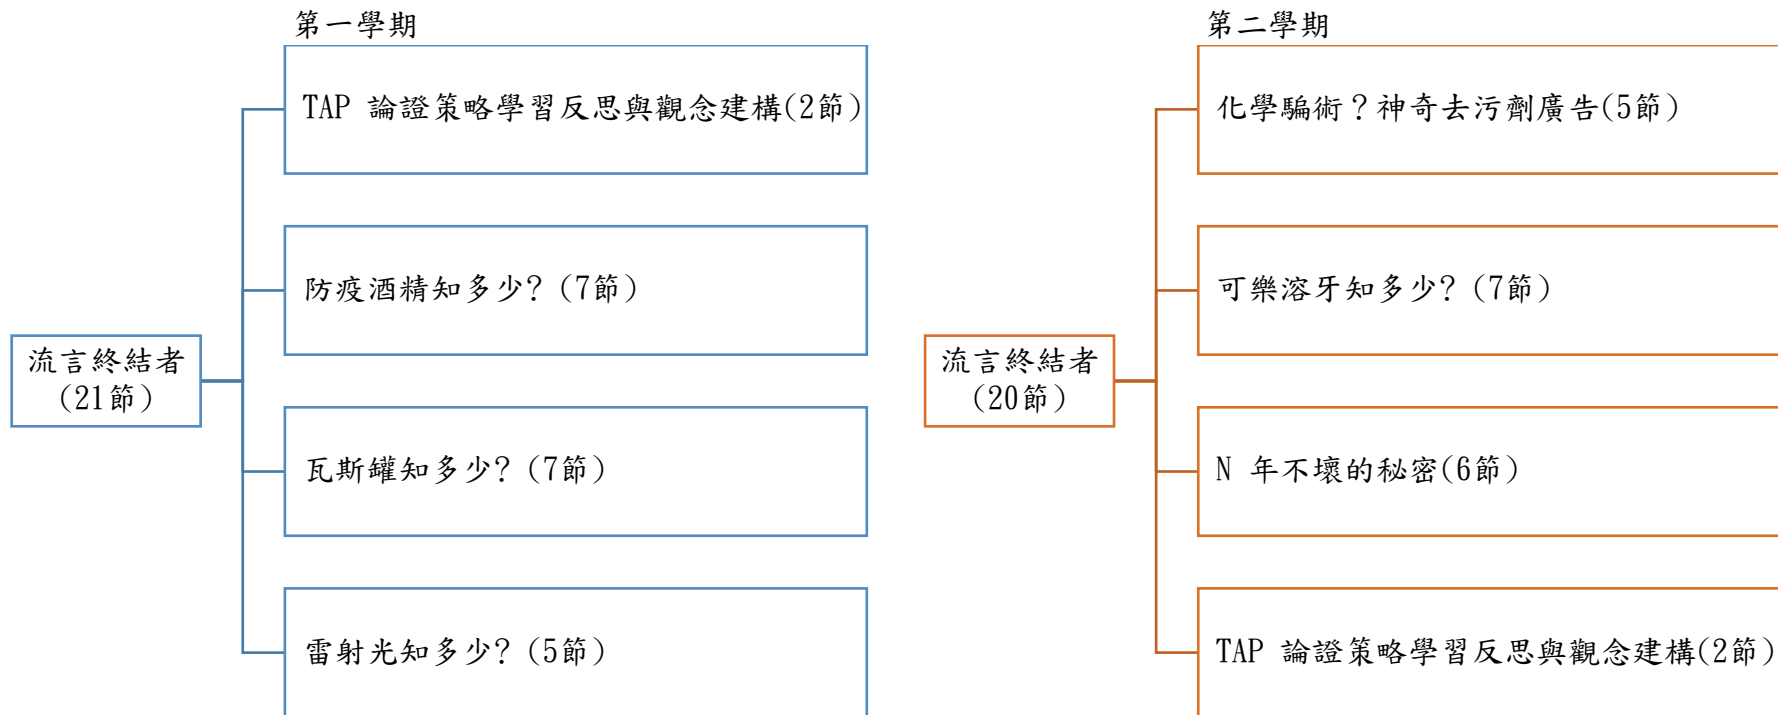 第一學期
TAP 論證策略學習反思與觀念建構(2節)
防疫酒精知多少? (7節)
流言終結者
(21節)
瓦斯罐知多少? (7節)
雷射光知多少? (5節)
第二學期
化學騙術？神奇去污劑廣告(5節)
可樂溶牙知多少? (7節)
流言終結者
(20節)
N 年不壞的秘密(6節)
TAP 論證策略學習反思與觀念建構(2節)